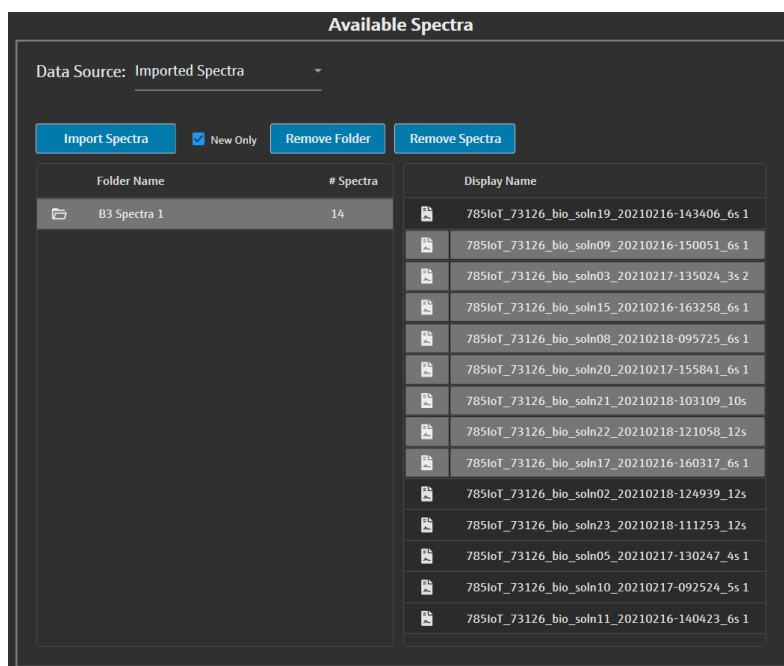 Available Spectra
Data Source: Imported Spectra
Import Spectra New Only Remove Folder Remove Spectra
Folder Name # Spectra
B3 Spectra 1 14
Display Name
785IoT_73126_bio_soln19_20210216-143406_6s 1
785IoT_73126_bio_soln09_20210216-150051_6s 1
785IoT_73126_bio_soln03_20210217-135024_3s 2
785IoT_73126_bio_soln15_20210216-163258_6s 1
785IoT_73126_bio_soln08_20210218-095725_6s 1
785IoT_73126_bio_soln20_20210217-155841_6s 1
785IoT_73126_bio_soln21_20210218-103109_10s
785IoT_73126_bio_soln22_20210218-121058_12s
785IoT_73126_bio_soln17_20210216-160317_6s 1
785IoT_73126_bio_soln02_20210218-124939_12s
785IoT_73126_bio_soln23_20210218-111253_12s
785IoT_73126_bio_soln05_20210217-130247_4s 1
785IoT_73126_bio_soln10_20210217-092524_5s 1
785IoT_73126_bio_soln11_20210216-140423_6s 1